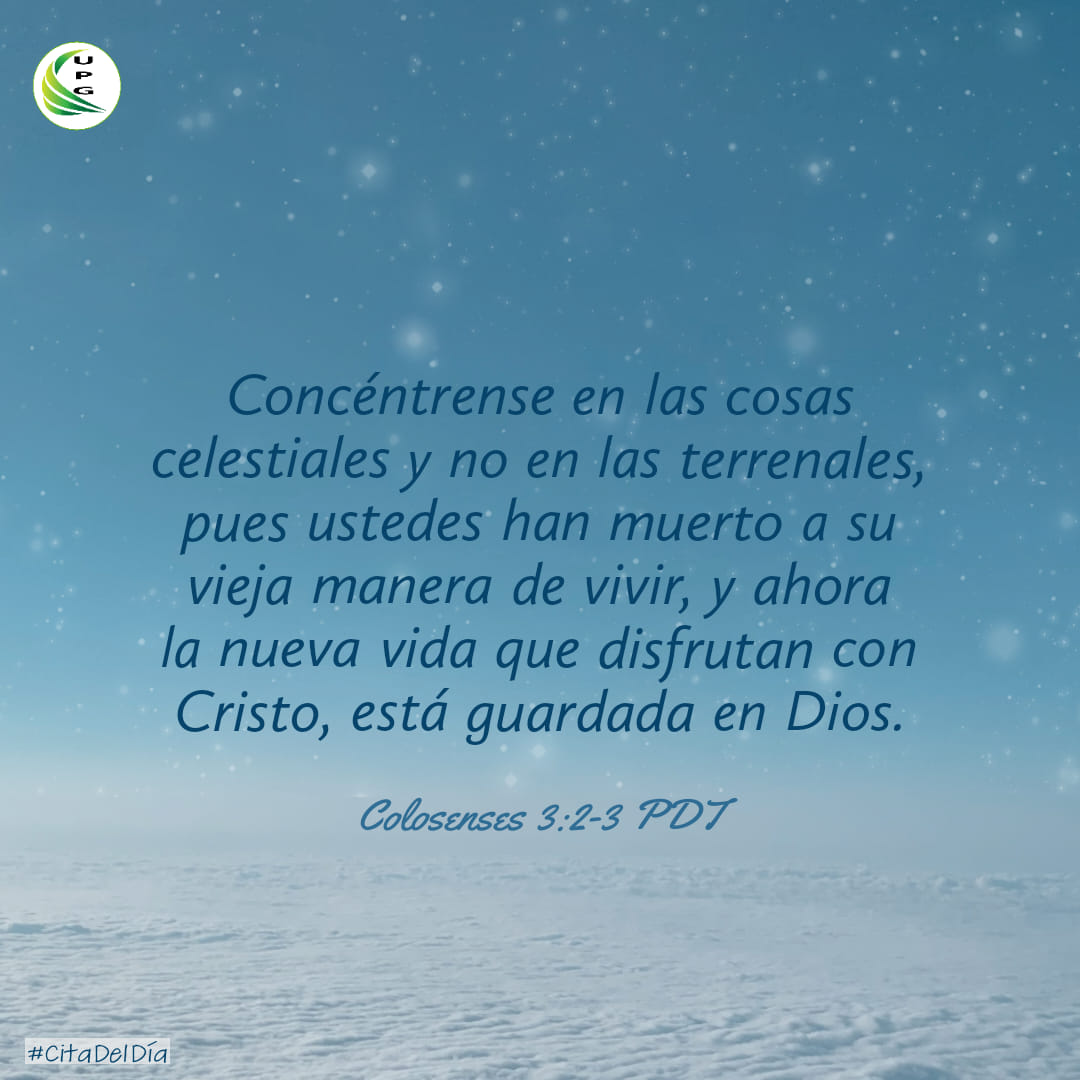 U
P
G
Concéntrense en las cosas
celestiales y no en las terrenales,
pues ustedes han muerto a su
vieja manera de vivir, y ahora
la nueva vida que disfrutan con
Cristo, está guardada en Dios.
Colosenses 3:2-3 PDT
#CitaDelDía